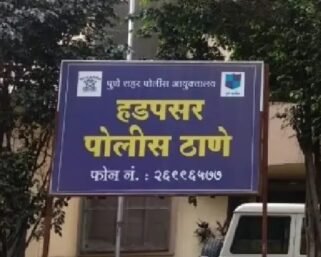 पुणे शहर पोलीस आयुक्तालय
हडपसर
पोलीस ठाणे
फोन नं. : २६९९६५७७